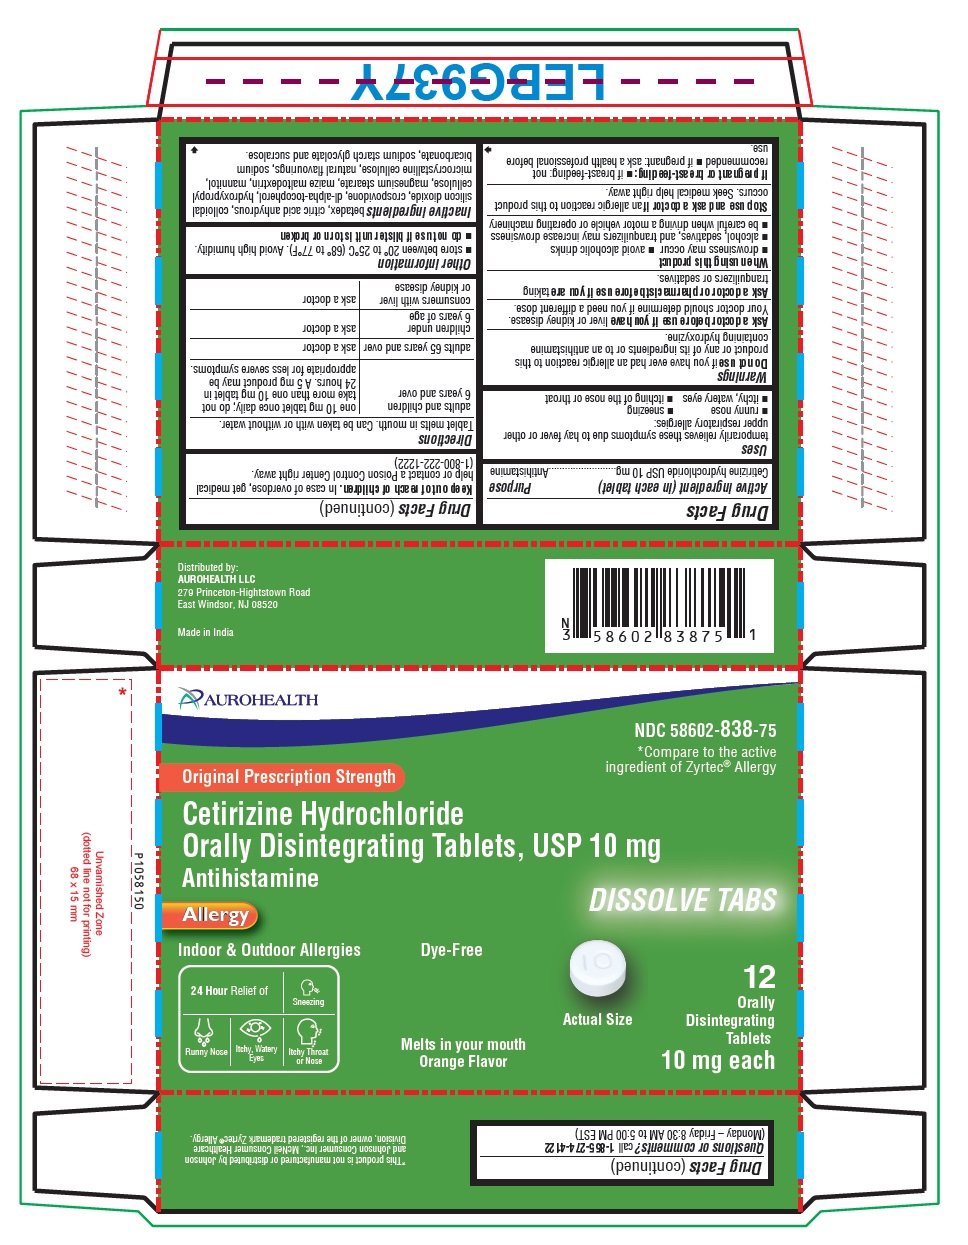 LEBG937Y
Drug Facts
Active Ingredient (in each tablet) Purpose
Cetirizine hydrochloride USP 10 mg......................Antihistamine
Uses
temporarily relieves these symptoms due to hay fever or other
upper respiratory allergies:
■ runny nose ■ sneezing
■ itchy, watery eyes ■ itching of the nose or throat
Warnings
Do not use if you have ever had an allergic reaction to this
product or any of its ingredients or to an antihistamine
containing hydroxyzine.
Ask a doctor before use if you have liver or kidney disease.
Your doctor should determine if you need a different dose.
Ask a doctor or pharmacist before use if you are taking
tranquilizers or sedatives.
When using this product
■ drowsiness may occur ■ avoid alcoholic drinks
■ alcohol, sedatives, and tranquilizers may increase drowsiness
■ be careful when driving a motor vehicle or operating machinery
Stop use and ask a doctor if an allergic reaction to this product
occurs. Seek medical help right away.
If pregnant or breast-feeding: ■ if breast-feeding: not
recommended ■ if pregnant: ask a health professional before
use.
Drug Facts (continued)
Keep out of reach of children. In case of overdose, get medical
help or contact a Poison Control Center right away.
(1-800-222-1222)
Directions
Tablet melts in mouth. Can be taken with or without water.
adults and children
6 years and over
one 10 mg tablet once daily; do not
take more than one 10 mg tablet in
24 hours. A 5 mg product may be
appropriate for less severe symptoms.
adults 65 years and over ask a doctor
children under
6 years of age
ask a doctor
consumers with liver
or kidney disease
ask a doctor
Other information
■ store between 20° to 25°C (68° to 77°F). Avoid high humidity.
■ do not use if blister unit is torn or broken
Inactive ingredients betadex, citric acid anhydrous, colloidal
silicon dioxide, crospovidone, dl-alpha-tocopherol, hydroxypropyl
cellulose, magnesium stearate, maize maltodextrin, mannitol,
microcrystalline cellulose, natural flavourings, sodium
bicarbonate, sodium starch glycolate and sucralose.
Distributed by:
AUROHEALTH LLC
279 Princeton-Hightstown Road
East Windsor, NJ 08520
Made in India
N
3 58602 83875 1
AUROHEALTH
NDC 58602-838-75
*Compare to the active
ingredient of Zyrtec® Allergy
Original Prescription Strength
Cetirizine Hydrochloride
Orally Disintegrating Tablets, USP 10 mg
Antihistamine
DISSOLVE TABS
Allergy
Indoor & Outdoor Allergies
Dye-Free
24 Hour Relief of
Sneezing
Runny Nose
Itchy, Watery
Eyes
Itchy Throat
or Nose
Melts in your mouth
Orange Flavor
10
Actual Size
12
Orally
Disintegrating
Tablets
10 mg each
*
Unvarnished Zone
(dotted line not for printing)
68 x 15 mm
P1058150
Drug Facts (continued)
Questions or comments? call 1-855-274-4122
(Monday – Friday 8:30 AM to 5:00 PM EST)
*This product is not manufactured or distributed by Johnson
and Johnson Consumer Inc., McNeil Consumer Healthcare
Division, owner of the registered trademark Zyrtec® Allergy.